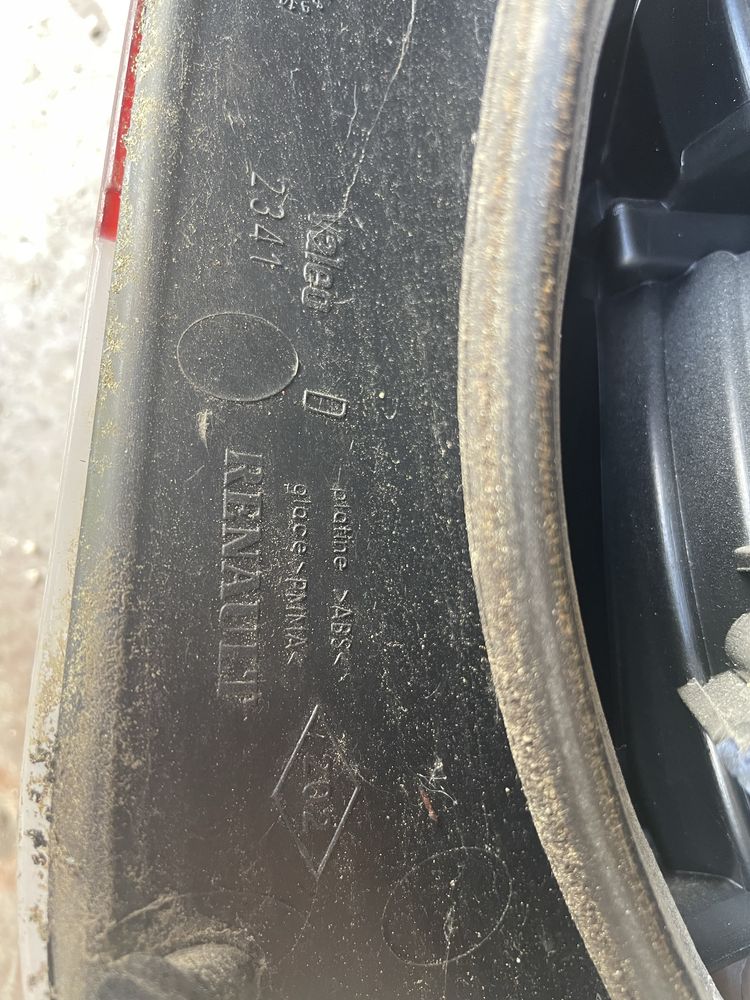 valeo D
2341
platine >ABS<
glace >PMMA<
RENAULT